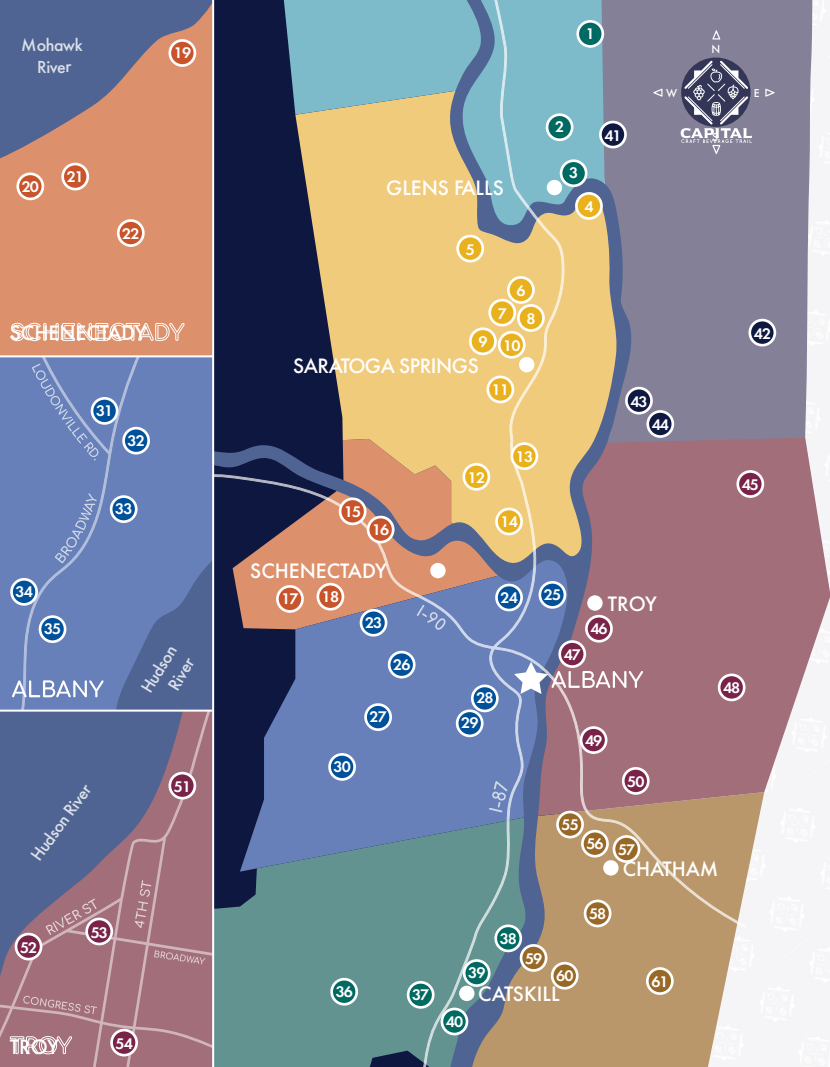 Mohawk
River
19
20
21
22
SCHENECTADY
LOUDONVILLE RD.
31
32
BROADWAY
33
34
35
ALBANY
Hudson
River
Hudson River
51
RIVER ST
4TH ST
52
53
BROADWAY
CONGRESS ST
54
TROY
1
N
W
E
S
CAPITAL
CRAFT BEVERAGE TRAIL
2
41
3
GLENS FALLS
4
5
6
7
8
9
10
42
SARATOGA SPRINGS
11
43
44
12
13
45
14
15
16
SCHENECTADY
17
18
24
25
TROY
I-90
23
46
26
47
ALBANY
48
28
27
29
49
30
50
I-87
55
56
57
CHATHAM
58
38
59
39
60
61
36
37
CATSKILL
40